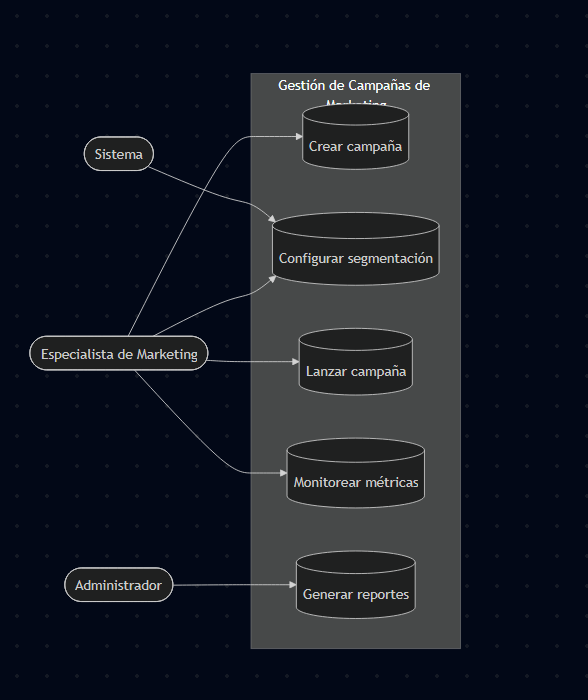 Gestión de Campañas de
Marketing
Crear campaña
Sistema
Configurar segmentación
Especialista de Marketing
Lanzar campaña
Monitorear métricas
Administrador
Generar reportes